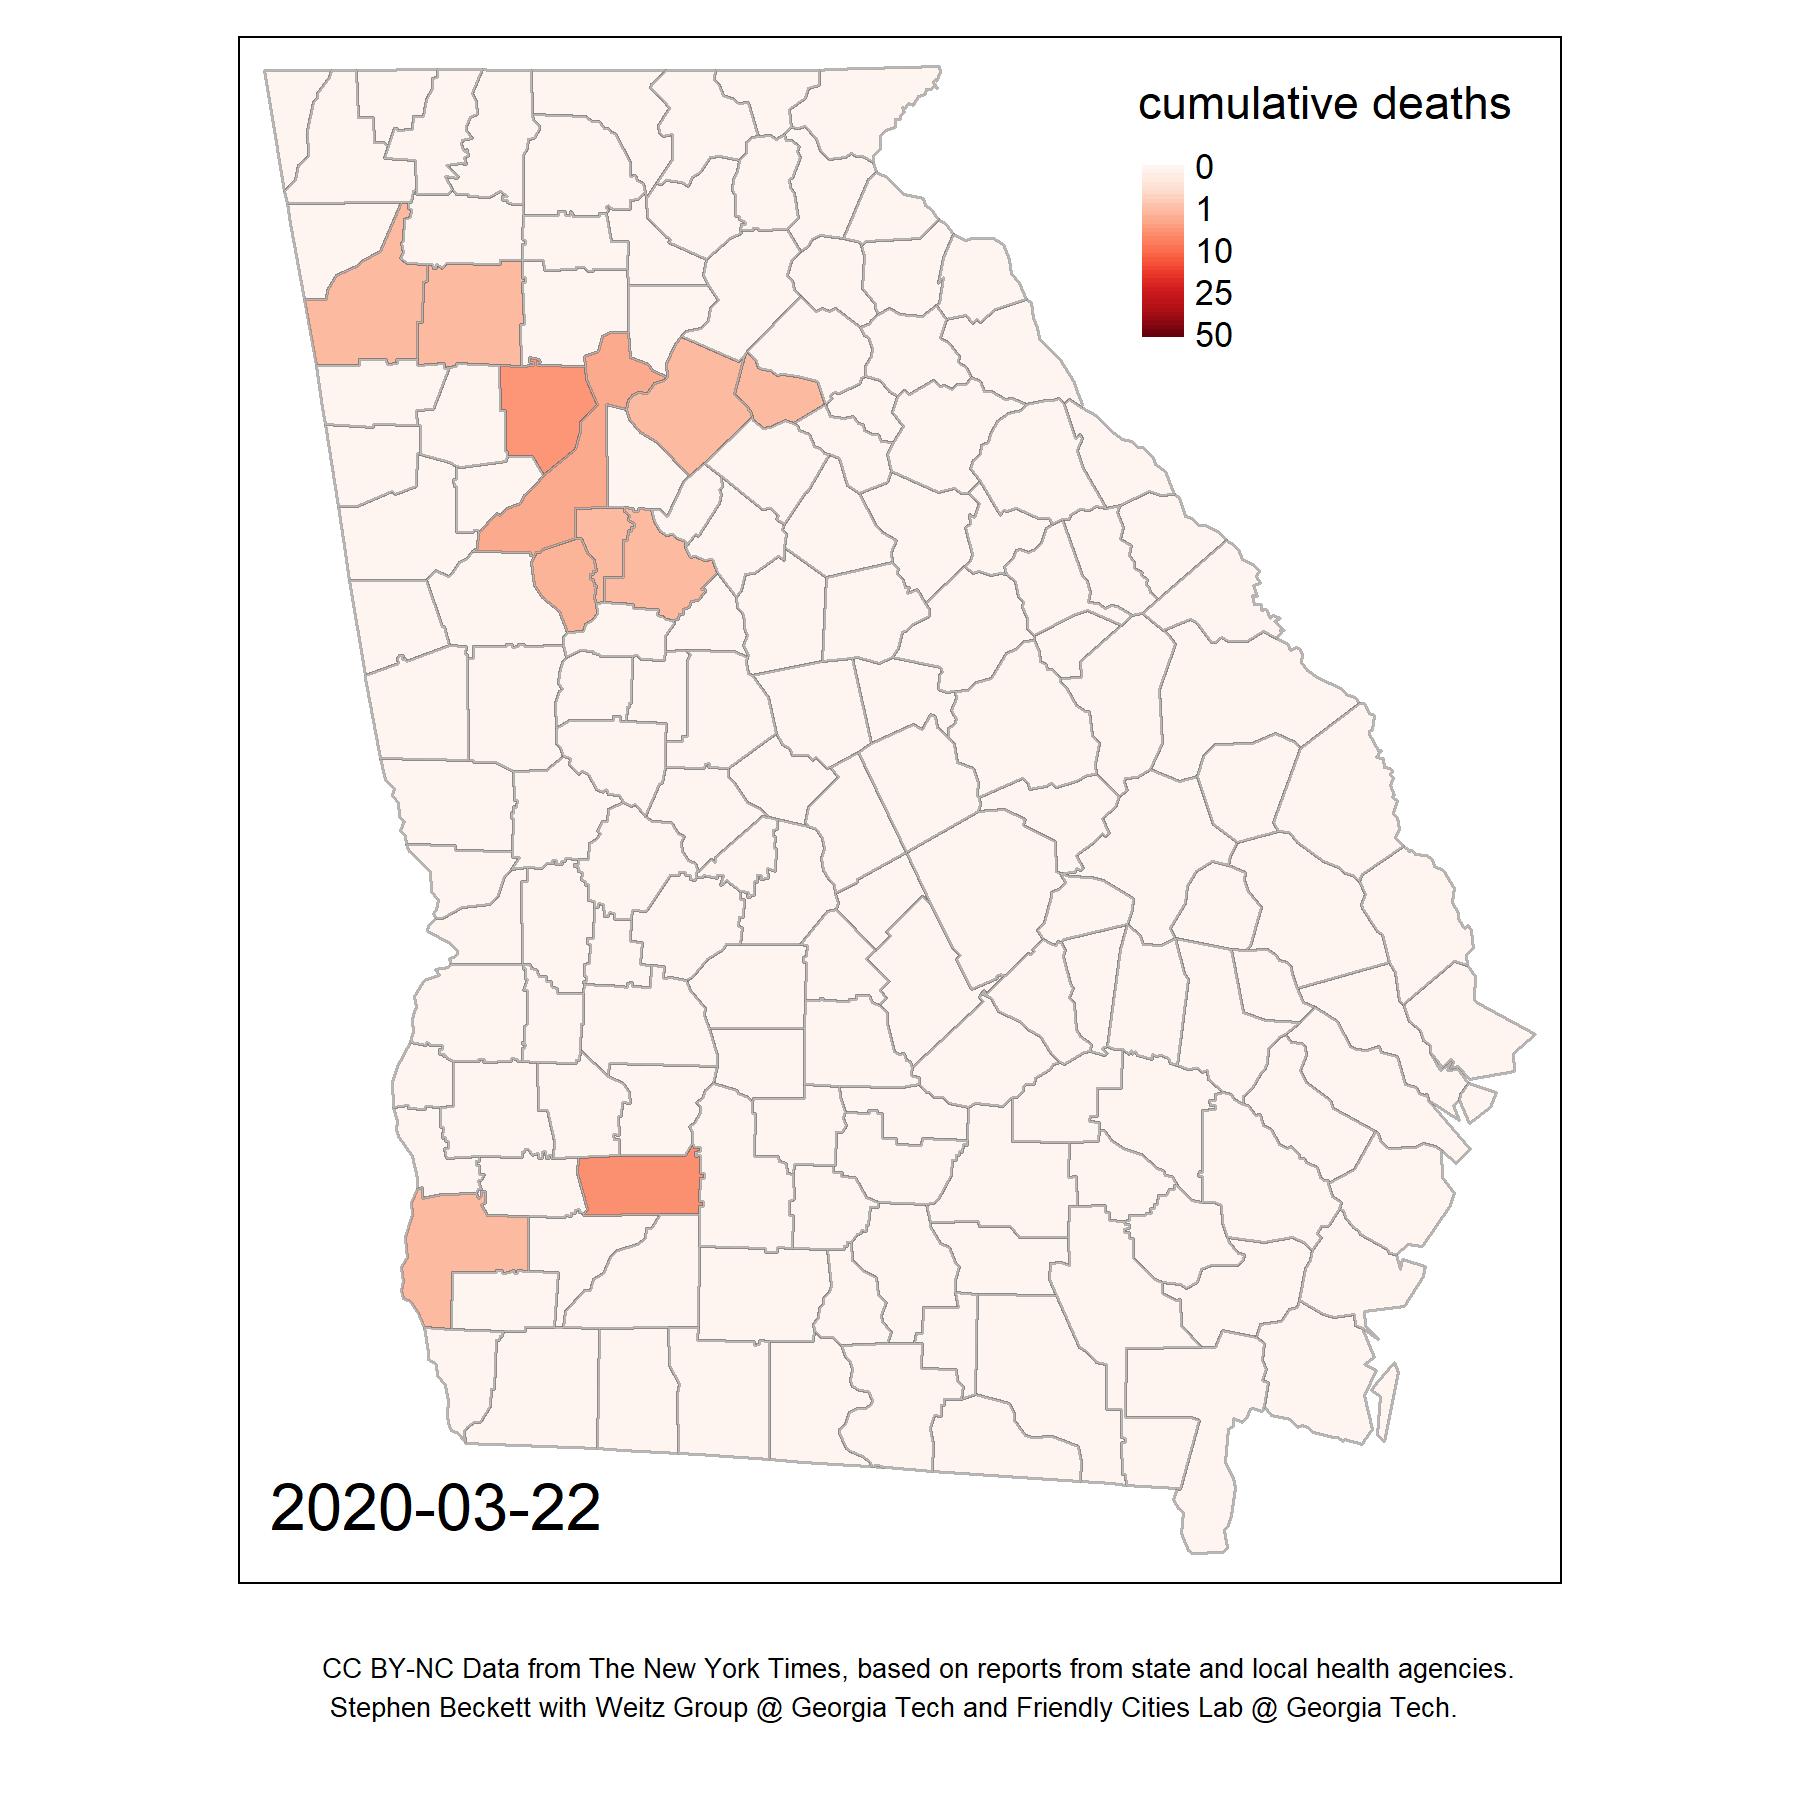 cumulative deaths
0
1
10
25
50
2020-03-22
CC BY-NC Data from The New York Times, based on reports from state and local health agencies.
Stephen Beckett with Weitz Group @ Georgia Tech and Friendly Cities Lab @ Georgia Tech.